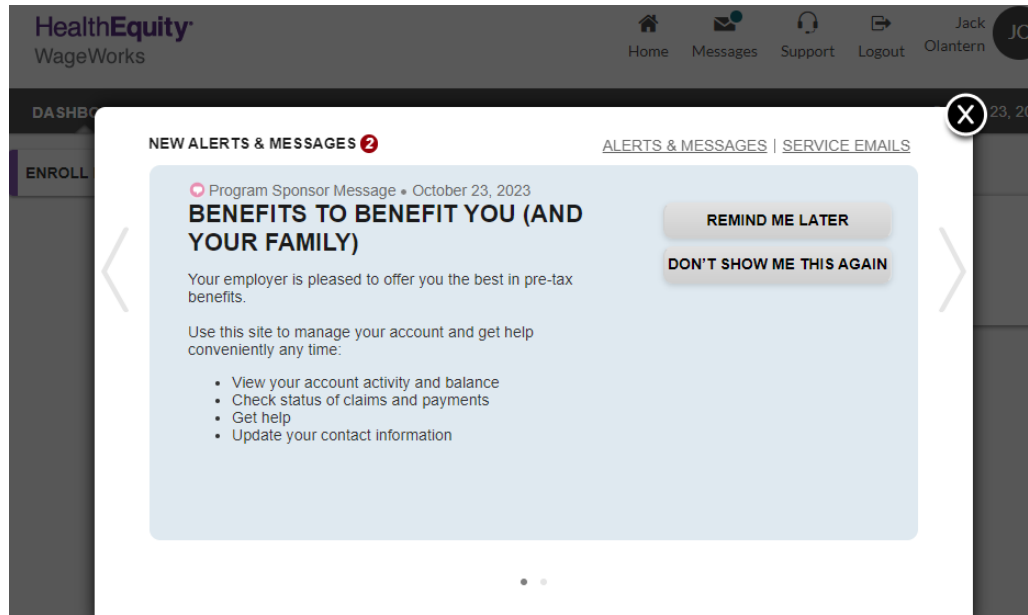 HealthEquity
WageWorks
Home
Messages
Support
Logout
Jack
Olantern
DASHBO
23, 20
ENROLL
X
NEW ALERTS & MESSAGES 2
ALERTS & MESSAGES | SERVICE EMAILS
Program Sponsor Message • October 23, 2023
BENEFITS TO BENEFIT YOU (AND
YOUR FAMILY)
REMIND ME LATER
DON'T SHOW ME THIS AGAIN
Your employer is pleased to offer you the best in pre-tax
benefits.
Use this site to manage your account and get help
conveniently any time:
• View your account activity and balance
• Check status of claims and payments
• Get help
• Update your contact information